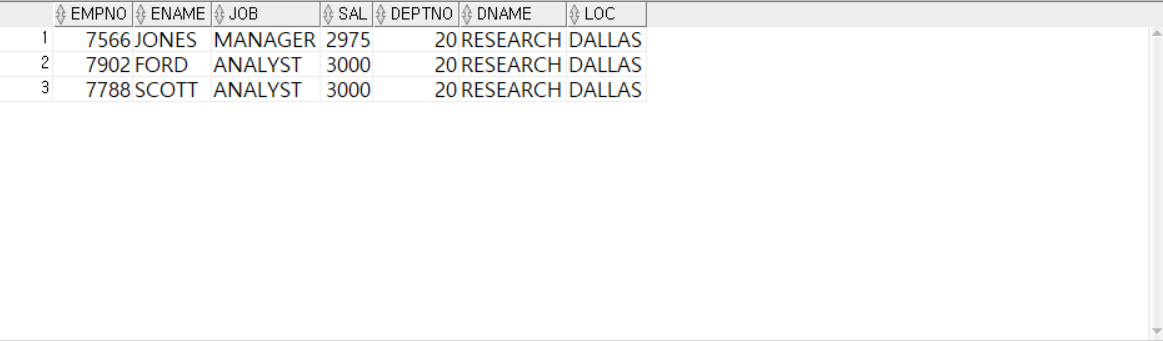 EMPNO ENAME JOB SAL DEPTNO DNAME LOC
1 7566 JONES MANAGER 2975 20 RESEARCH DALLAS
2 7902 FORD ANALYST 3000 20 RESEARCH DALLAS
3 7788 SCOTT ANALYST 3000 20 RESEARCH DALLAS